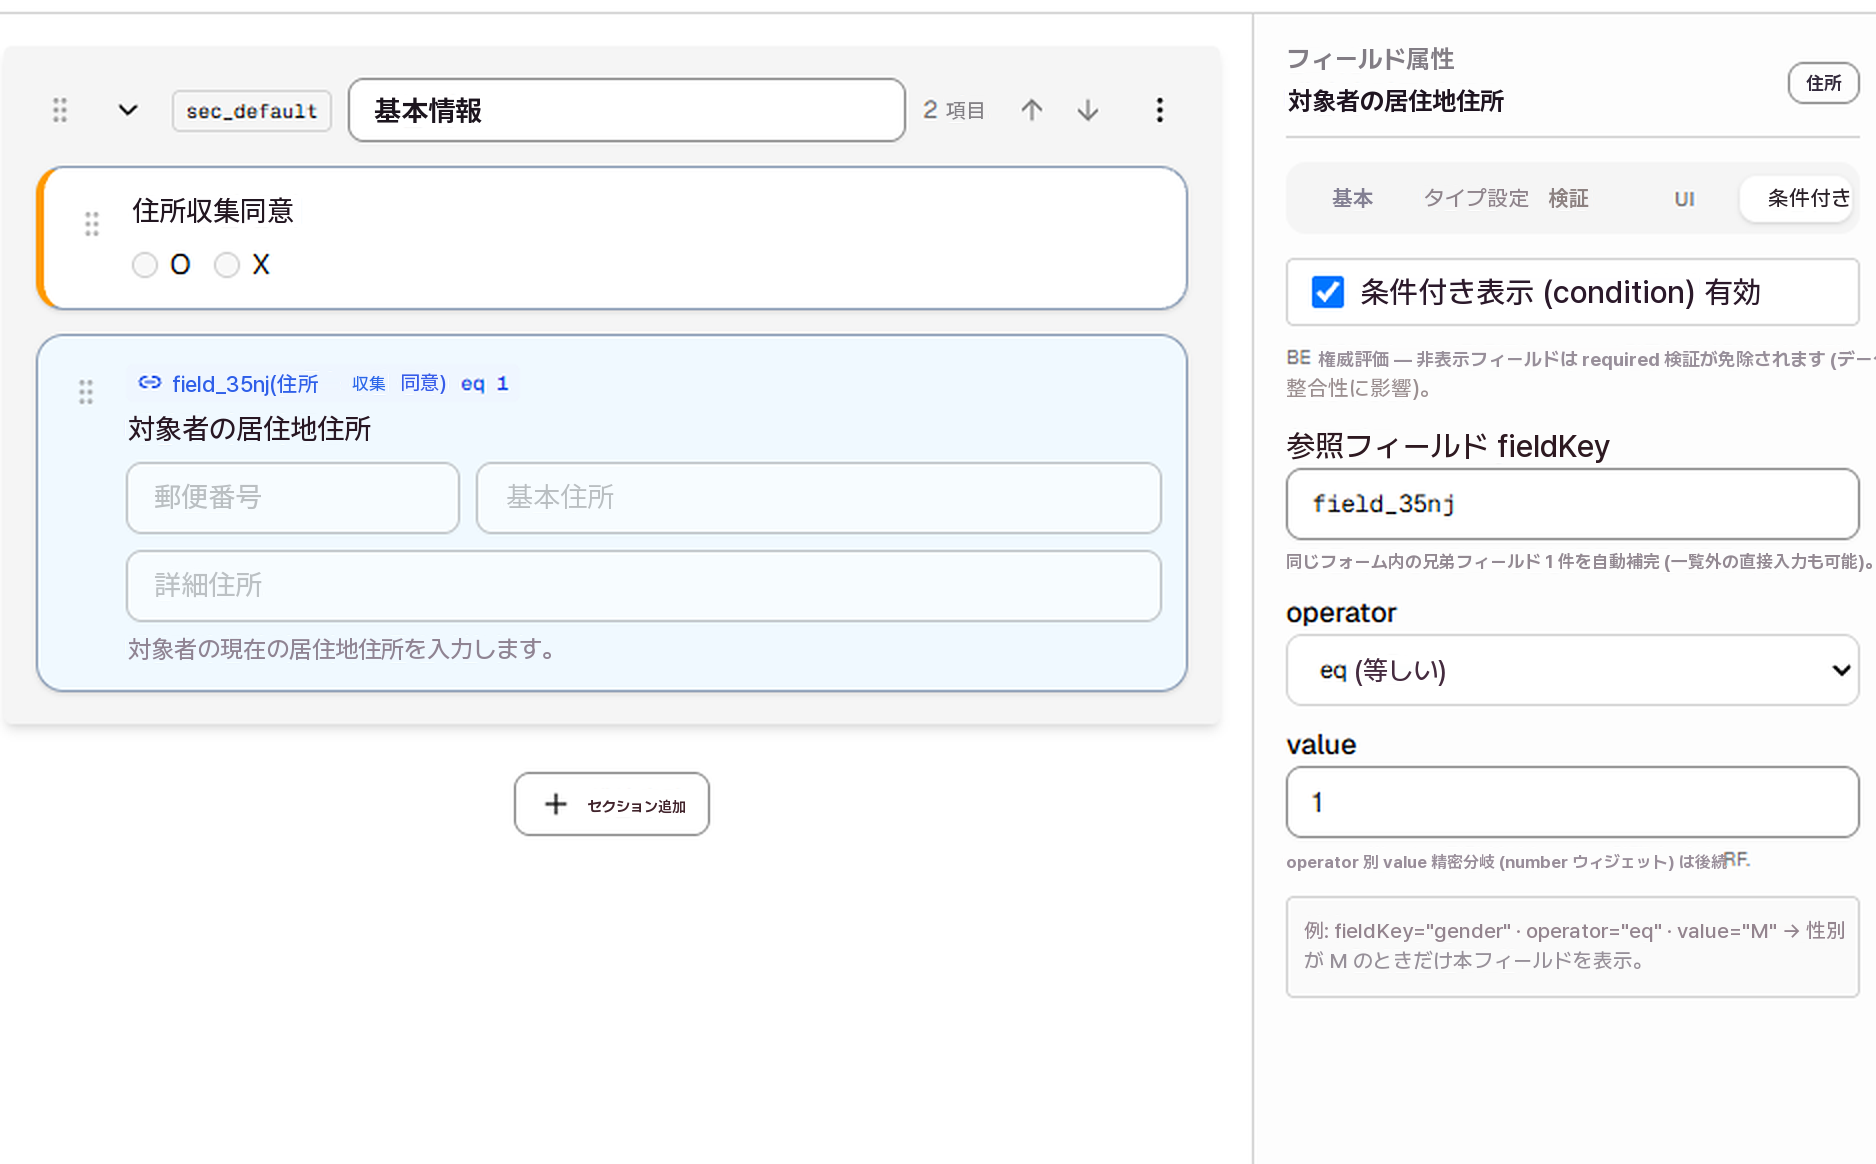 sec_default 基本情報 2 項目
住所収集同意
O X
field_35nj(住所 収集 同意) eq 1
対象者の居住地住所
郵便番号 基本住所
詳細住所
対象者の現在の居住地住所を入力します。
セクション追加
フィールド属性
対象者の居住地住所
住所
基本 タイプ設定 検証 UI 条件付き
条件付き表示 (condition) 有効
BE 権威評価 — 非表示フィールドは required 検証が免除されます (デー
整合性に影響)。
参照フィールド fieldKey
field_35nj
同じフォーム内の兄弟フィールド 1 件を自動補完 (一覧外の直接入力も可能)。
operator
eq (等しい)
value
1
operator 別 value 精密分岐 (number ウィジェット) は後続RF.
例: fieldKey="gender" · operator="eq" · value="M" → 性別
が M のときだけ本フィールドを表示。